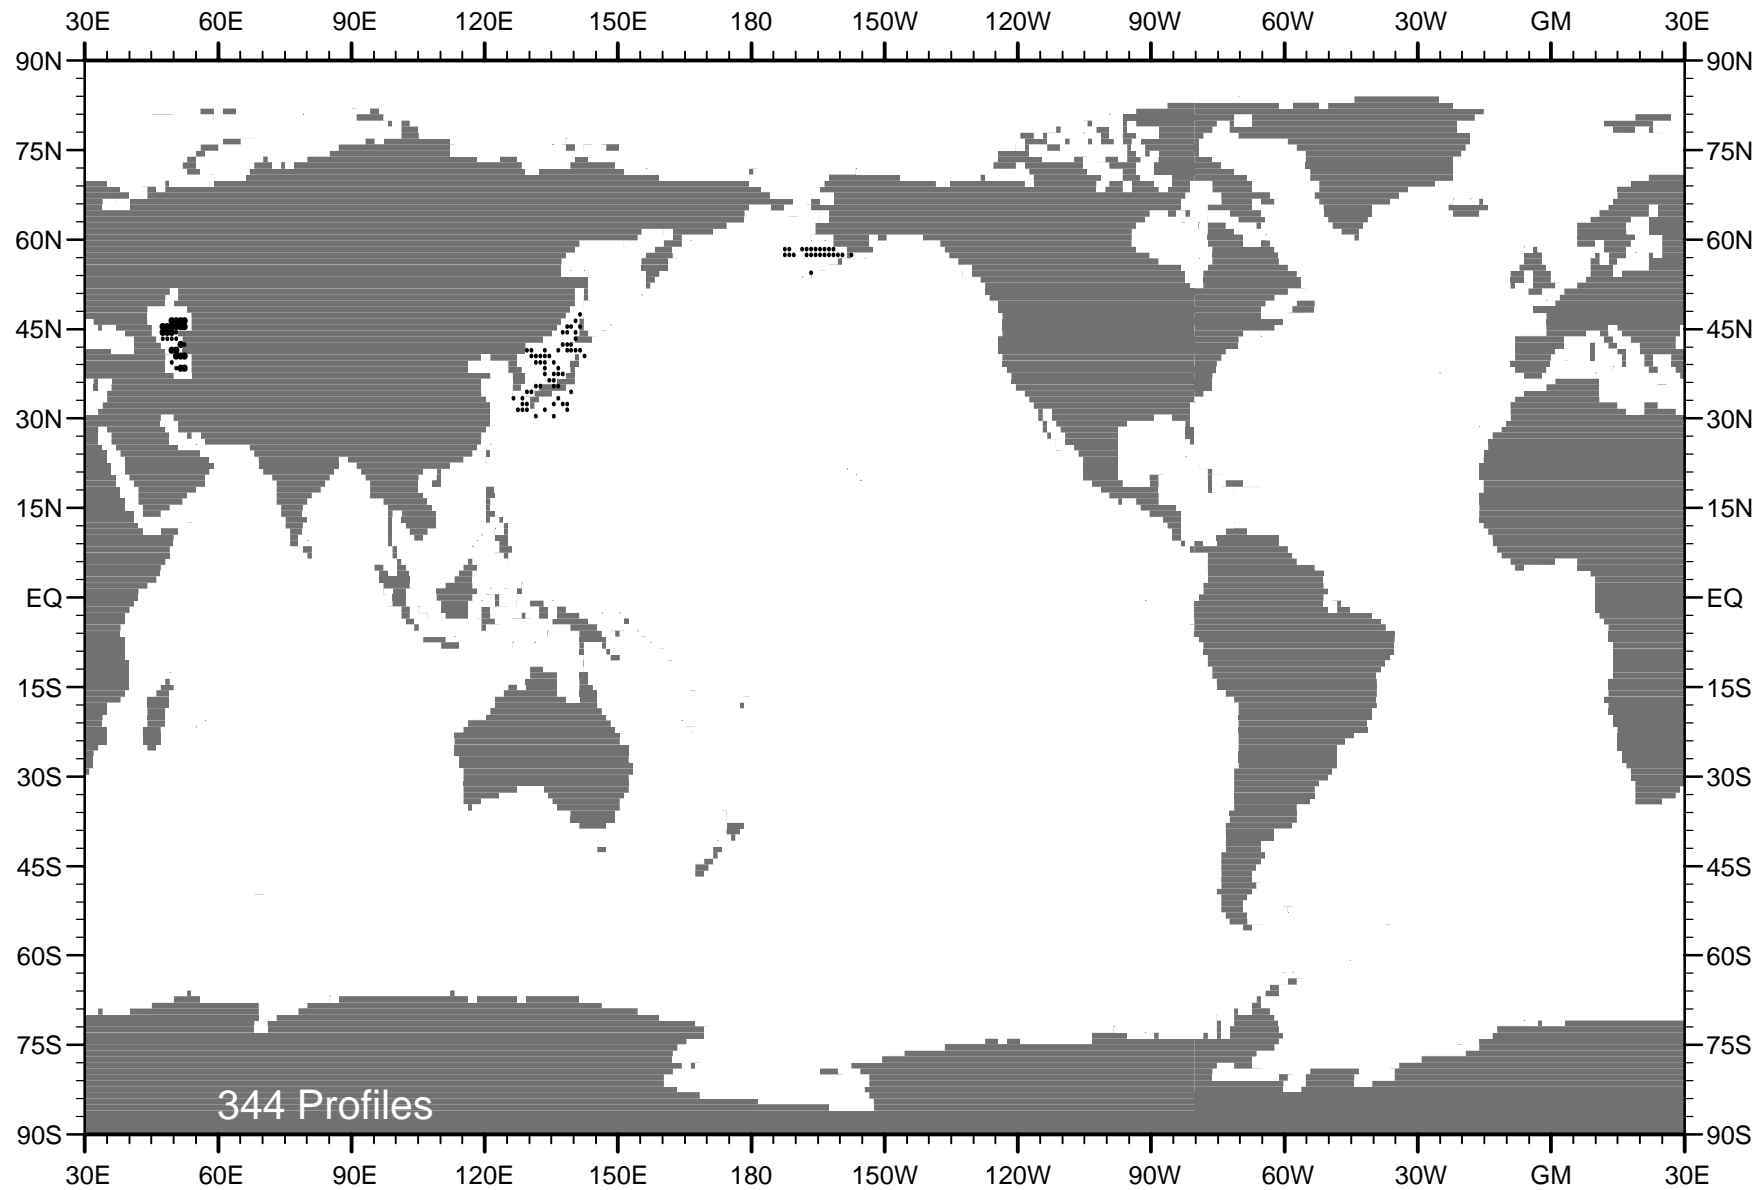 30E 60E 90E 120E 150E 180 150W 120W 90W 60W 30W GM 30E
90N 90N
75N 75N
60N 60N
45N 45N
30N 30N
15N 15N
EQ EQ
15S 15S
30S 30S
45S 45S
60S 60S
75S 75S
344 Profiles
90S 90S
30E 60E 90E 120E 150E 180 150W 120W 90W 60W 30W GM 30E